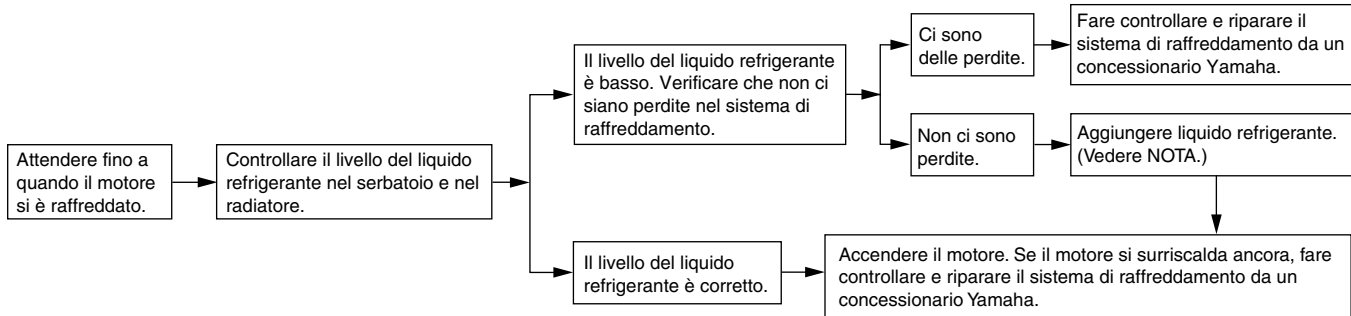 Attendere fino a
quando il motore
si è raffreddato.
Controllare il livello del liquido
refrigerante nel serbatoio e nel
radiatore.
Il livello del liquido refrigerante
è basso. Verificare che non ci
siano perdite nel sistema di
raffreddamento.
Ci sono
delle perdite.
Fare controllare e riparare il
sistema di raffreddamento da un
concessionario Yamaha.
Non ci sono
perdite.
Aggiungere liquido refrigerante.
(Vedere NOTA.)
Il livello del liquido
refrigerante è corretto.
Accendere il motore. Se il motore si surriscalda ancora, fare
controllare e riparare il sistema di raffreddamento da un
concessionario Yamaha.